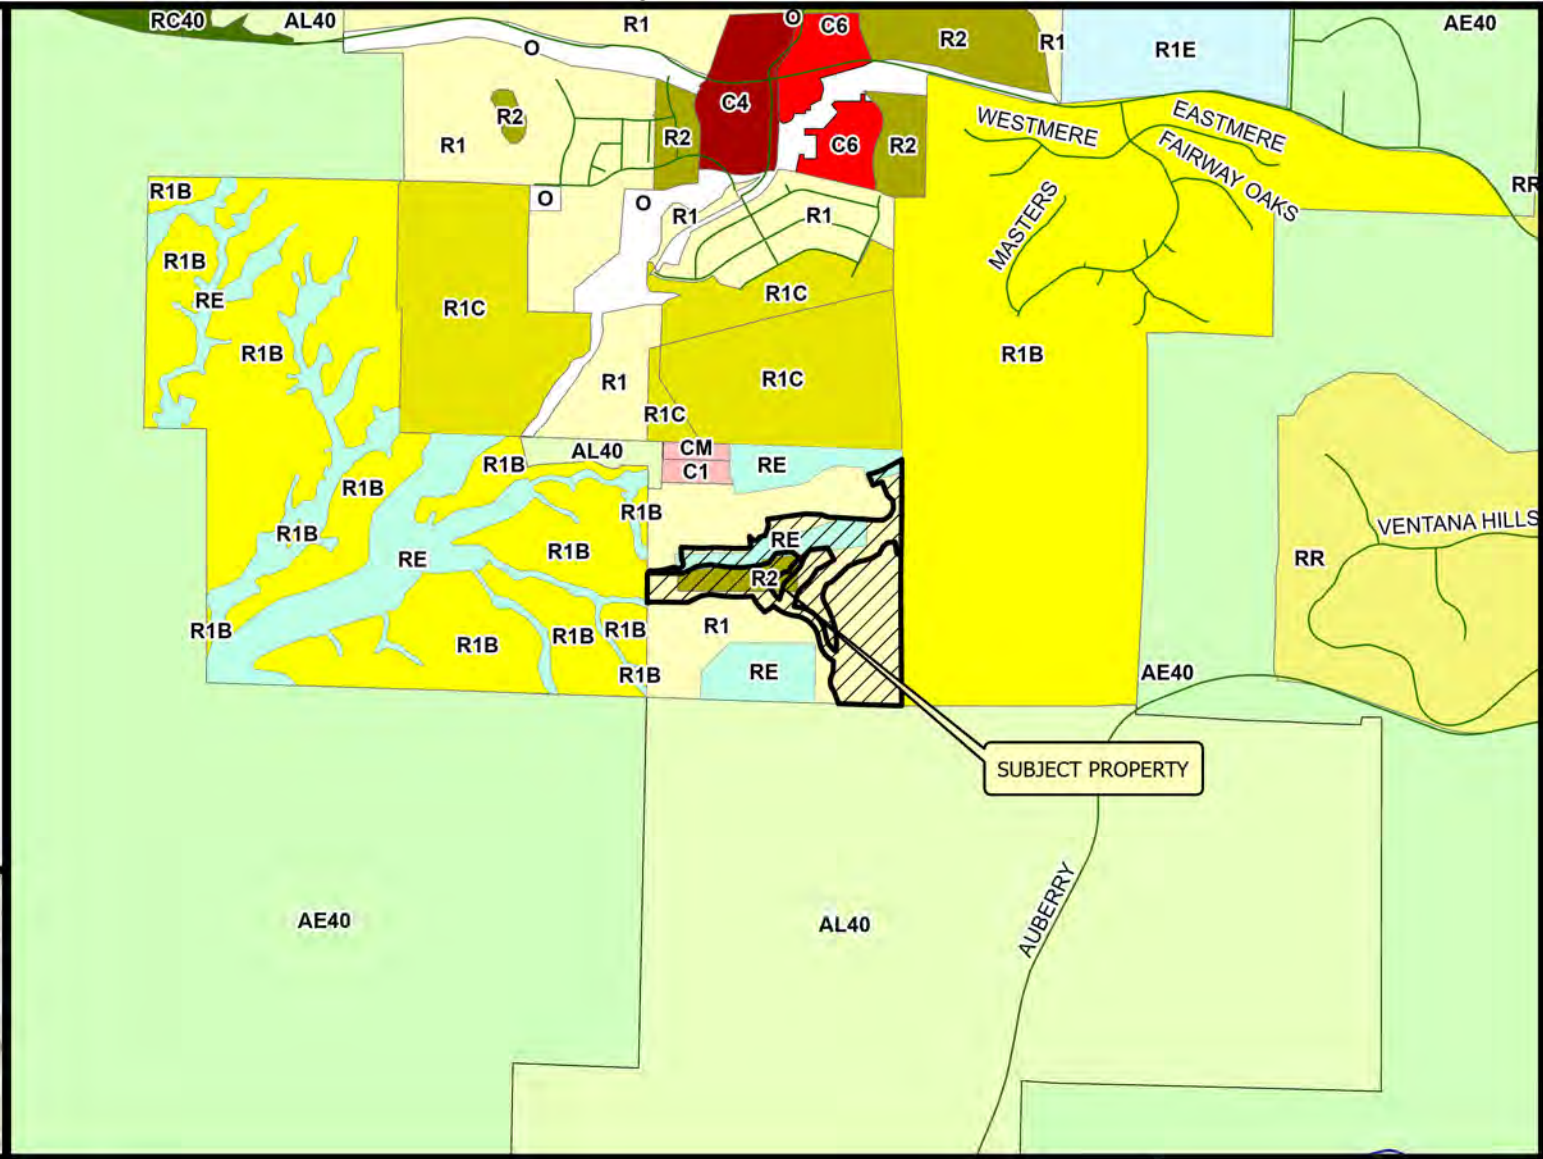 RC40
AL40
R1
O
C6
R2
R1
R1E
AE40
O
C4
R2
R1
R2
C6
R2
WESTMERE
EASTMERE
FAIRWAY OAKS
MASTERS
R1B
O
O
R1
R1
RR
R1B
RE
R1C
R1C
R1B
R1B
R1
R1C
R1C
AL40
CM
C1
RE
R1B
R1B
R1B
R1B
RE
R1B
RE
R2
VENTANA HILLS
RR
R1B
R1B
R1B
R1B
R1
R1B
RE
AE40
SUBJECT PROPERTY
AUBERRY
AE40
AL40